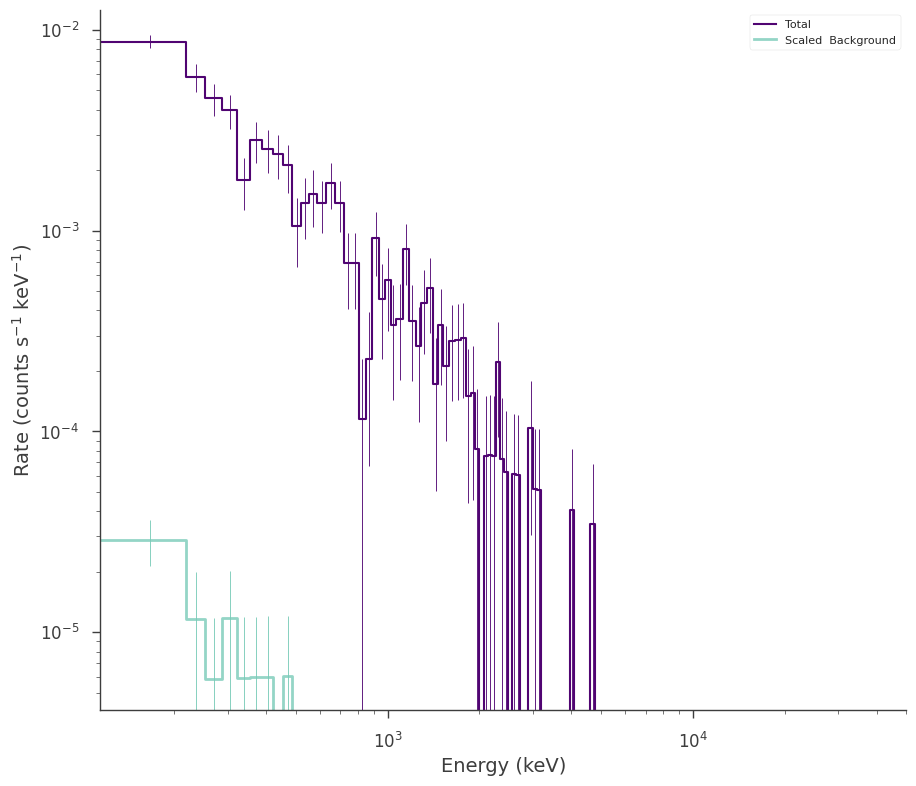 10⁻²
Total
Scaled  Background
10⁻³
Rate (counts s⁻¹ keV⁻¹)
10⁻⁴
10⁻⁵
10³
10⁴
Energy (keV)